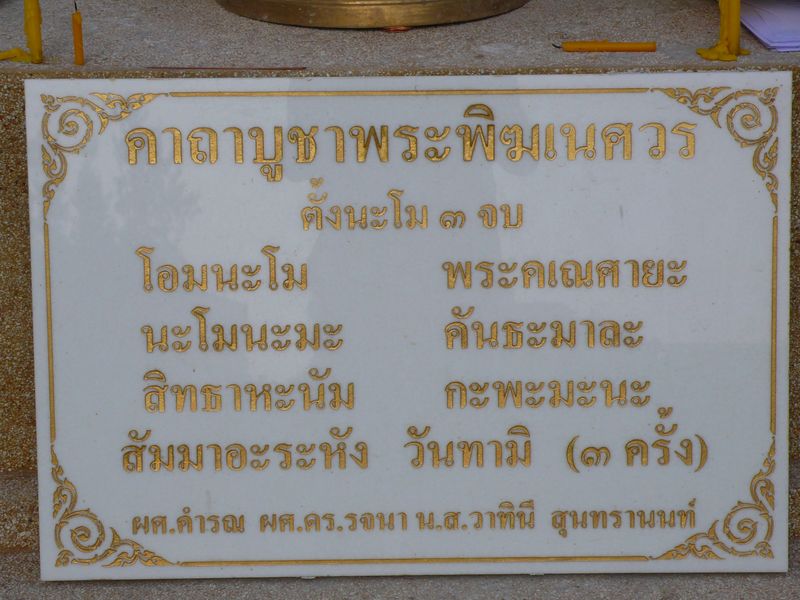 คาถาบูชาพระพิฆเนศวร
ตั้งนะโม ๓ จบ
โอมนะโม พระคเณศายะ
นะโมนะมะ คันธะมาละ
สิทธาหะนัม กะพะมะนะ
สัมมาอะระหัง วันทามิ (๓ ครั้ง)
ผศ.ดำรณ ผศ.ดร.รจนา น.ส.วาทินี สุนทรานนท์